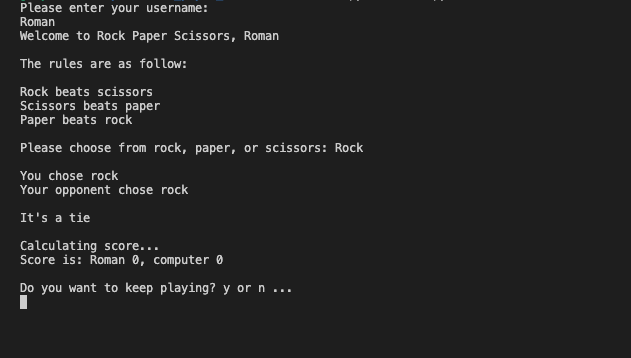 Please enter your username:
Roman
Welcome to Rock Paper Scissors, Roman
The rules are as follow:
Rock beats scissors
Scissors beats paper
Paper beats rock
Please choose from rock, paper, or scissors: Rock
You chose rock
Your opponent chose rock
It's a tie
Calculating score...
Score is: Roman 0, computer 0
Do you want to keep playing? y or n ...